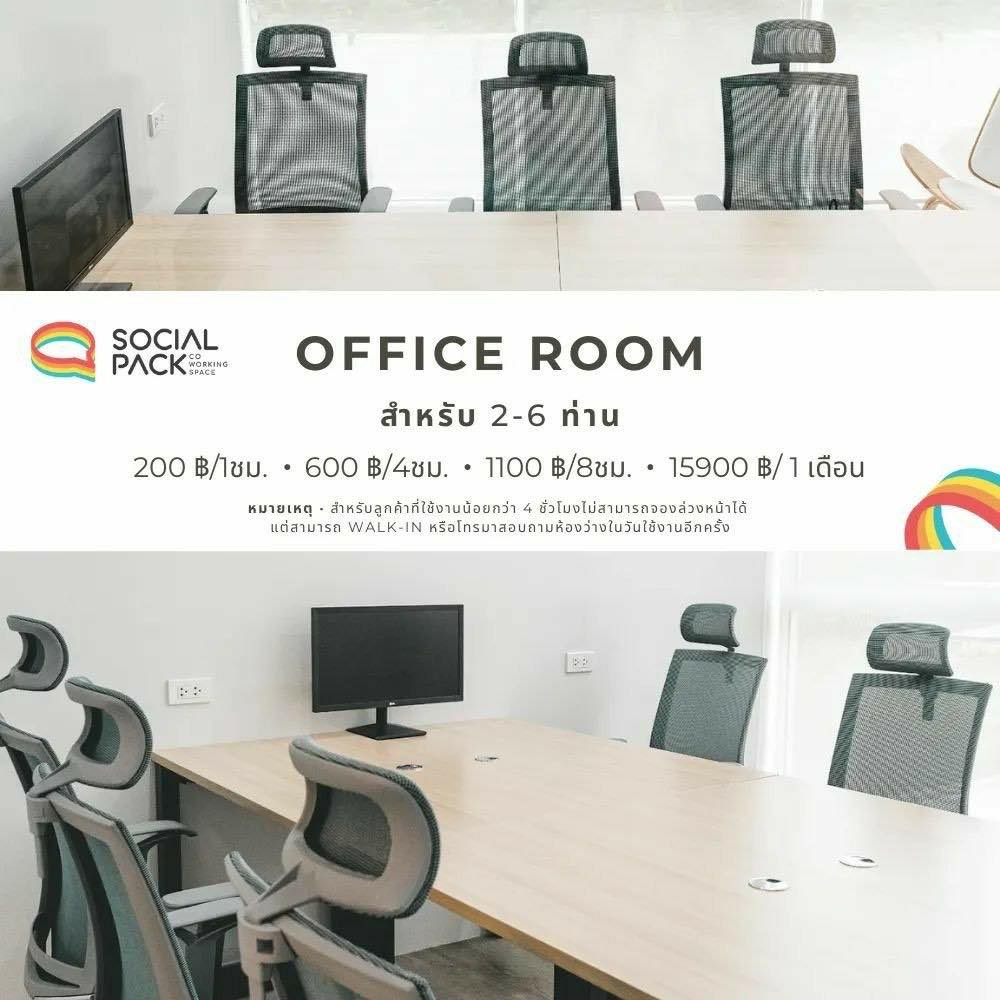 SOCIAL
PACK CO WORKING SPACE
OFFICE ROOM
สำหรับ 2-6 ท่าน
200 ฿/1ชม. • 600 ฿/4ชม. • 1100 ฿/8ชม. • 15900 ฿/ 1 เดือน
หมายเหตุ • สำหรับลูกค้าที่ใช้งานน้อยกว่า 4 ชั่วโมงไม่สามารถจองล่วงหน้าได้
แต่สามารถ WALK-IN หรือโทรมาสอบถามห้องว่างในวันใช้งานอีกครั้ง